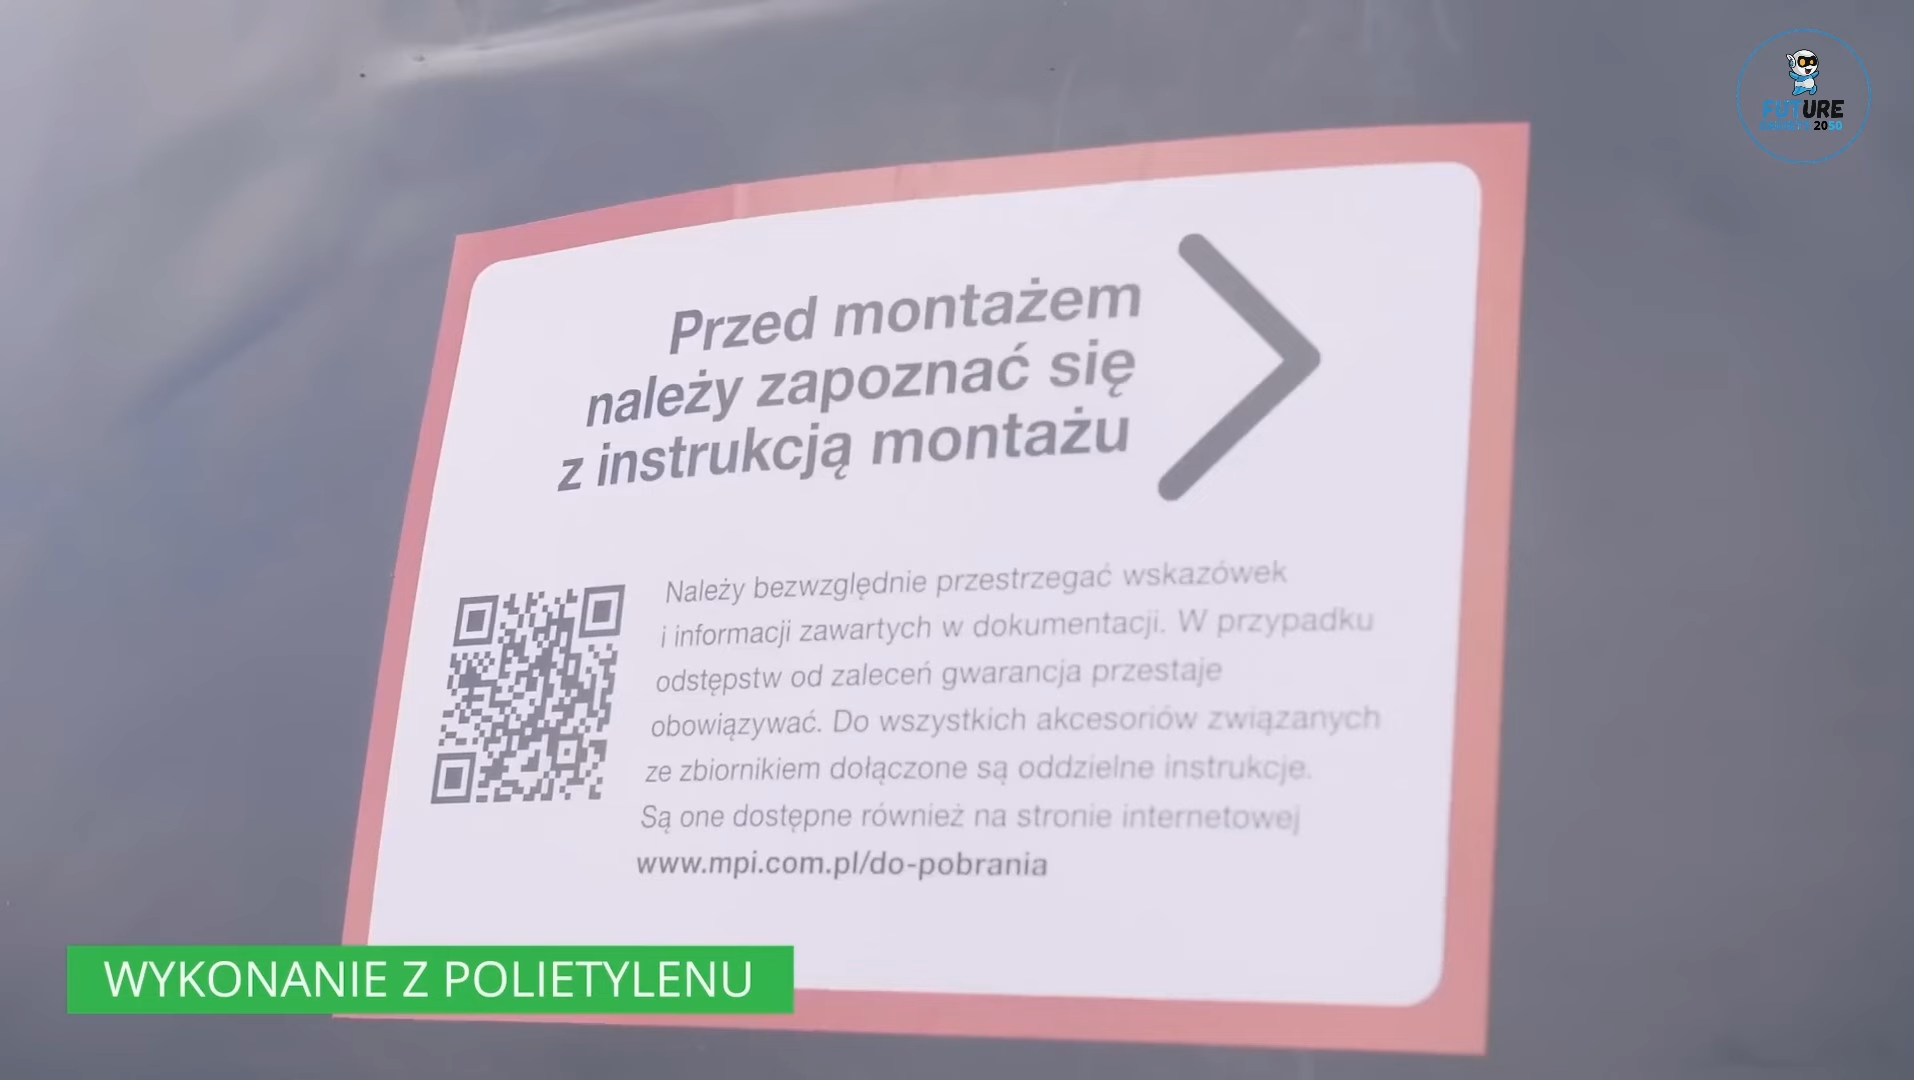 FUTURE
2050
Przed montażem
należy zapoznać się
z instrukcją montażu
Należy bezwzględnie przestrzegać wskazówek
i informacji zawartych w dokumentacji. W przypadku
odstępstw od zaleceń gwarancja przestaje
obowiązywać. Do wszystkich akcesoriów związanych
ze zbiornikiem dołączone są oddzielne instrukcje.
Są one dostępne również na stronie internetowej
www.mpi.com.pl/do-pobrania
WYKONANIE Z POLIETYLENU